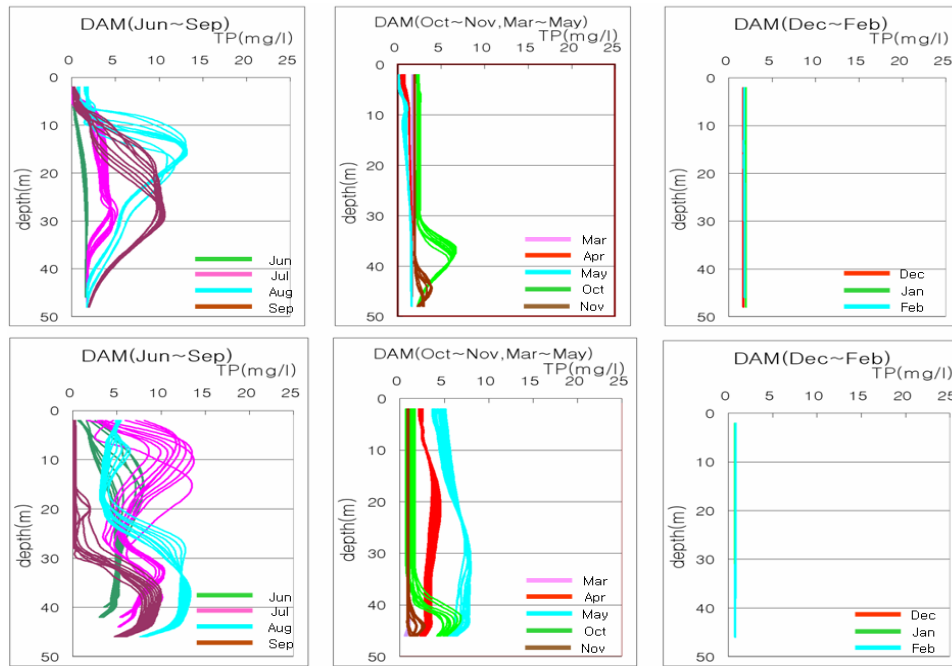 DAM(Jun~Sep)
TP(mg/l)
0 5 10 15 20 25
0
10
20
30
40
50
depth(m)
Jun
Jul
Aug
Sep
DAM(Oct~Nov,Mar~May)
TP(mg/l)
0 5 10 15 20 25
0
10
20
30
40
50
depth(m)
Mar
Apr
May
Oct
Nov
DAM(Dec~Feb)
TP(mg/l)
0 5 10 15 20 25
0
10
20
30
40
50
depth(m)
Dec
Jan
Feb
DAM(Jun~Sep)
TP(mg/l)
0 5 10 15 20 25
0
10
20
30
40
50
depth(m)
Jun
Jul
Aug
Sep
DAM(Oct~Nov,Mar~May)
TP(mg/l)
0 5 10 15 20 25
0
10
20
30
40
50
depth(m)
Mar
Apr
May
Oct
Nov
DAM(Dec~Feb)
TP(mg/l)
0 5 10 15 20 25
0
10
20
30
40
50
depth(m)
Dec
Jan
Feb